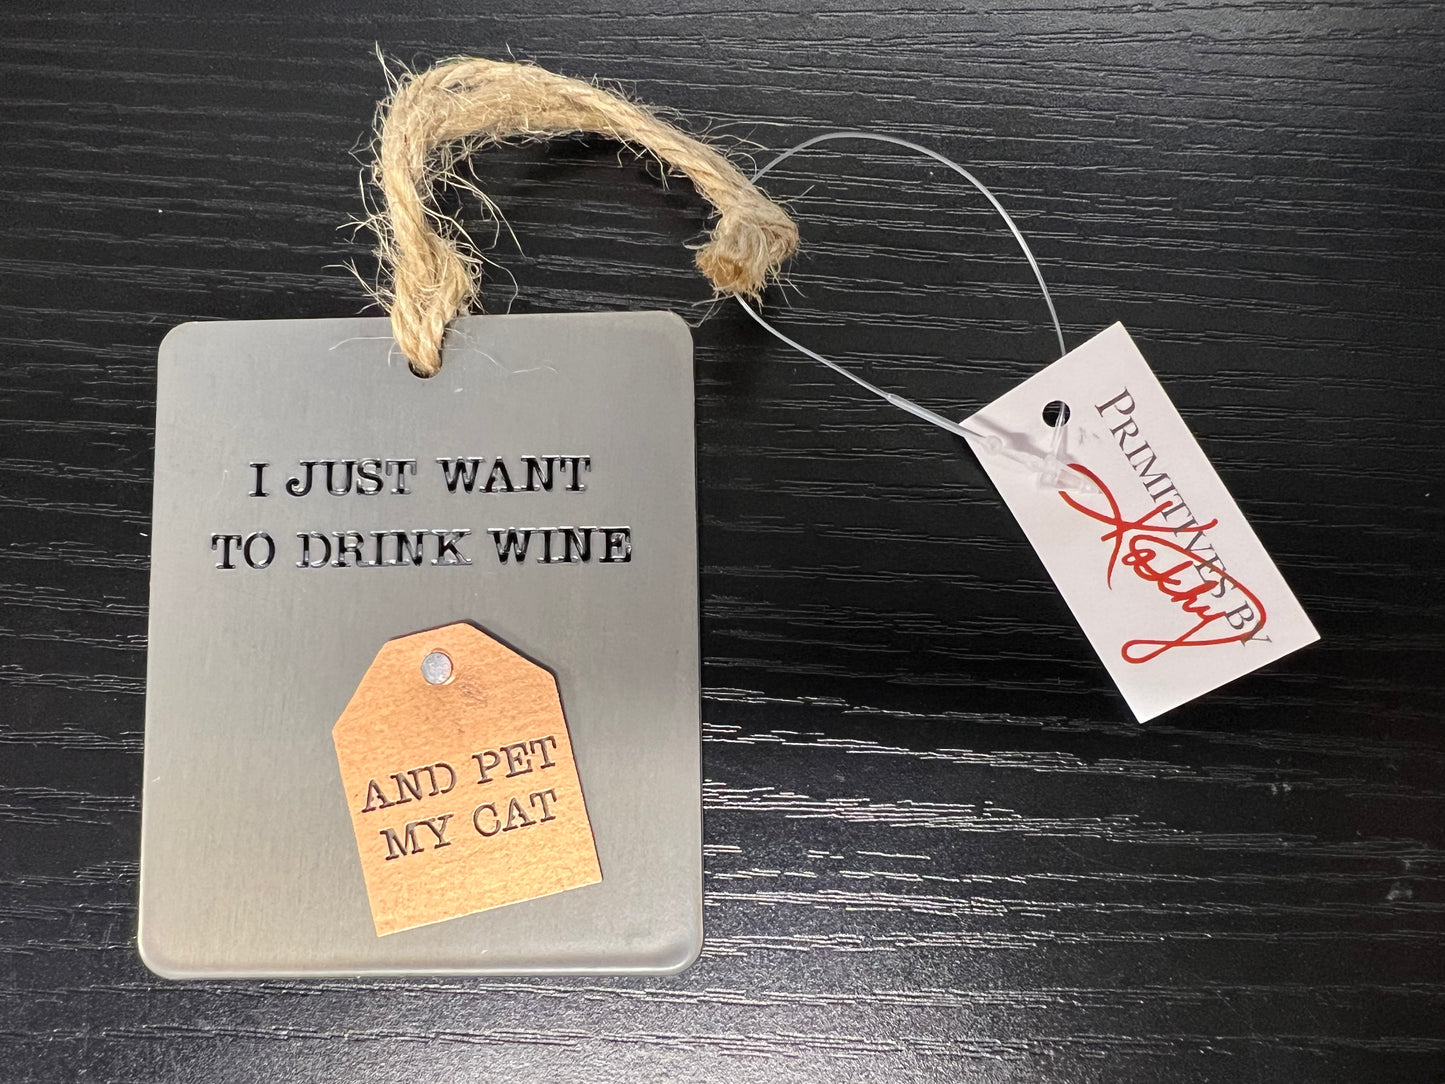 I JUST WANT
TO DRINK WINE
AND PET
MY CAT
PRIMITIVES BY
Kathy